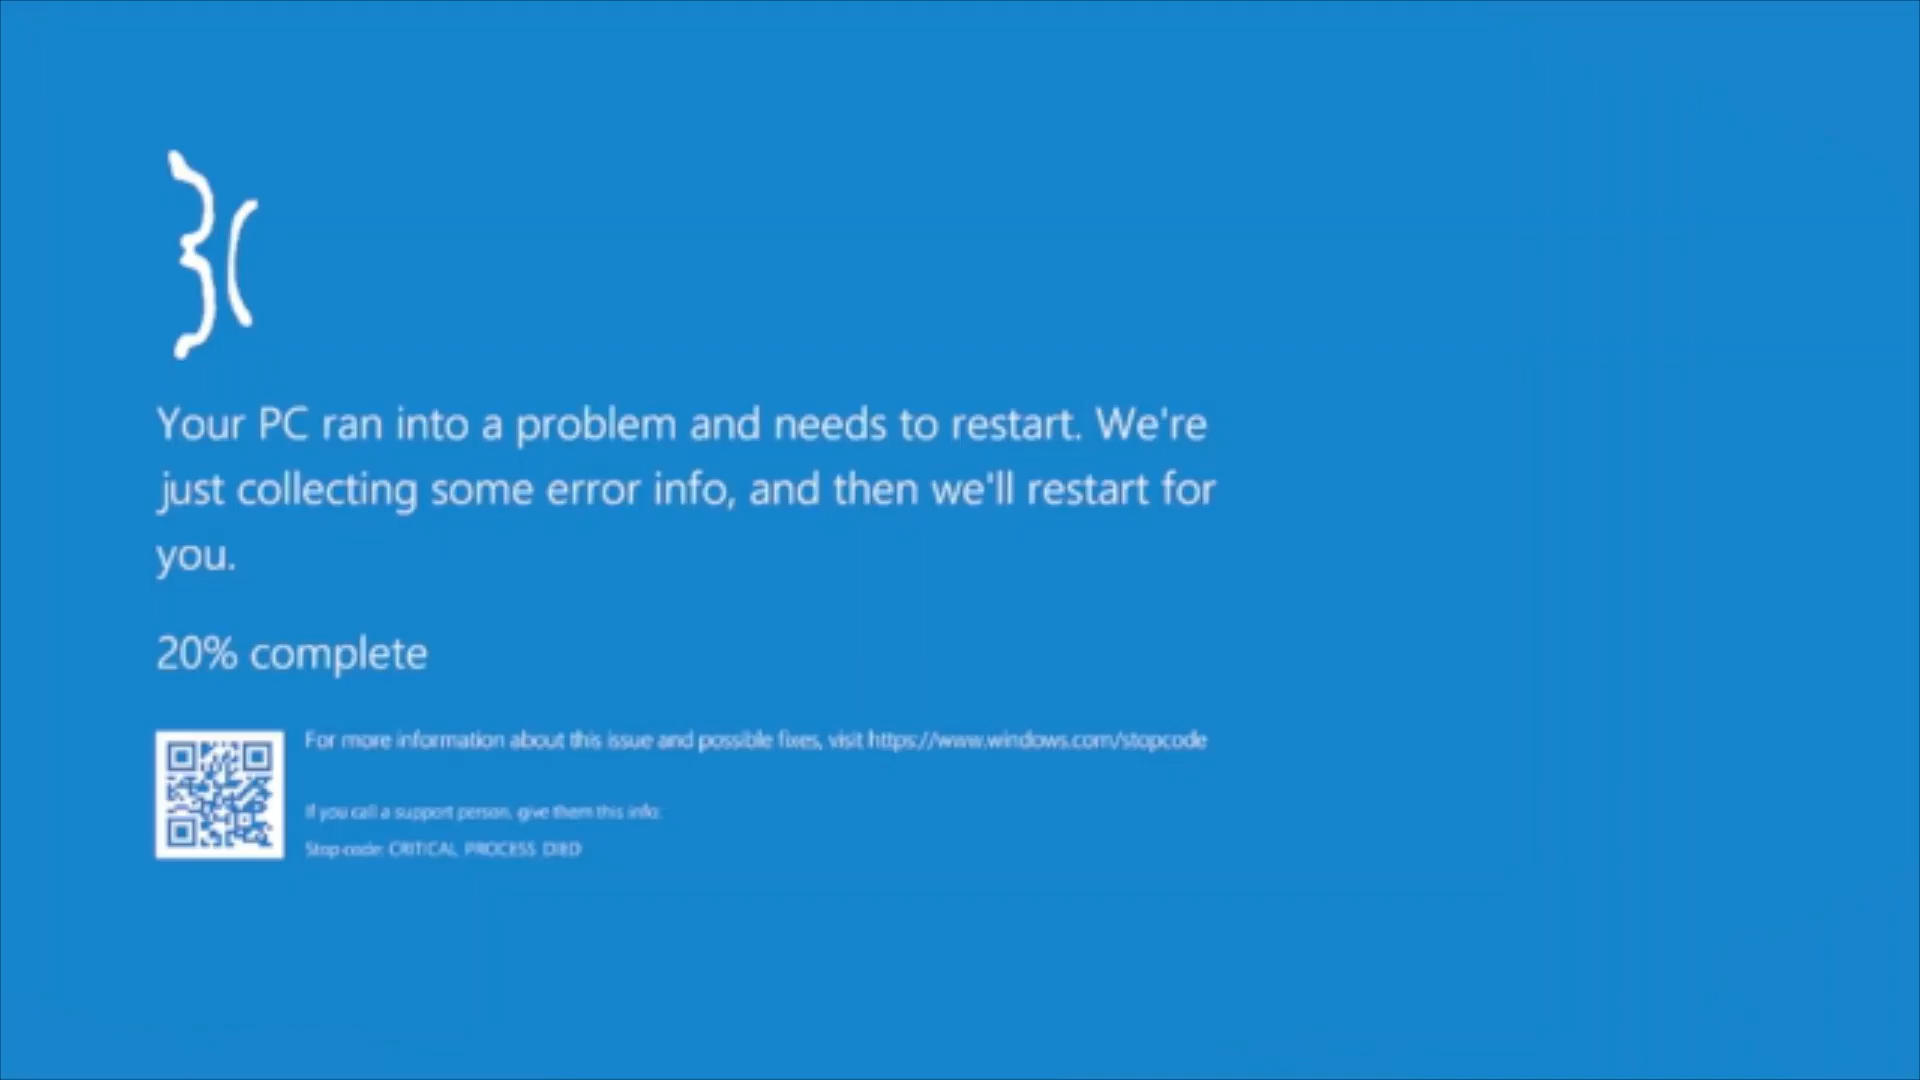 }(
Your PC ran into a problem and needs to restart. We're
just collecting some error info, and then we'll restart for
you.
20% complete
For more information about this issue and possible fixes, visit https://www.windows.com/stopcode
If you call a support person, give them this info:
Stop code: CRITICAL PROCESS DIED